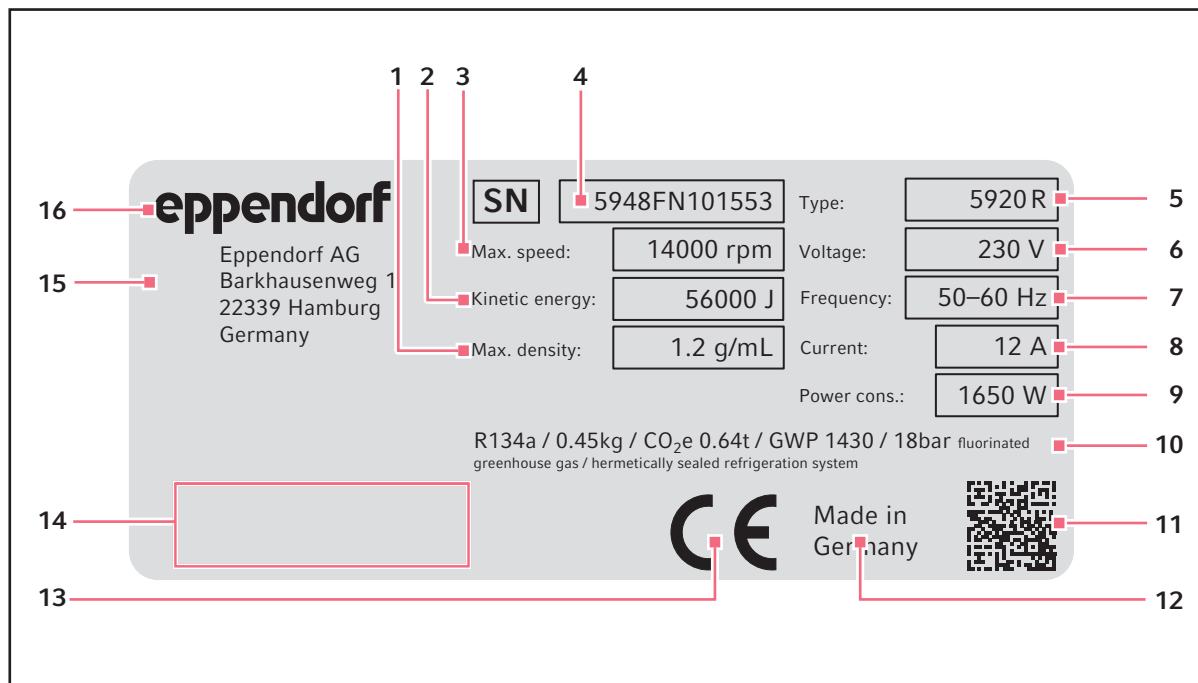 1 2 3 4
16 eppendorf SN 5948FN101553 Type: 5920 R 5
15 Eppendorf AG Max. speed: 14000 rpm Voltage: 230 V 6
Barkhausenweg 1
22339 Hamburg Kinetic energy: 56000 J Frequency: 50–60 Hz 7
Germany Max. density: 1.2 g/mL Current: 12 A 8
Power cons.: 1650 W 9
R134a / 0.45kg / CO₂e 0.64t / GWP 1430 / 18bar fluorinated 10
greenhouse gas / hermetically sealed refrigeration system
14 CE Made in 11
Germany
13 12